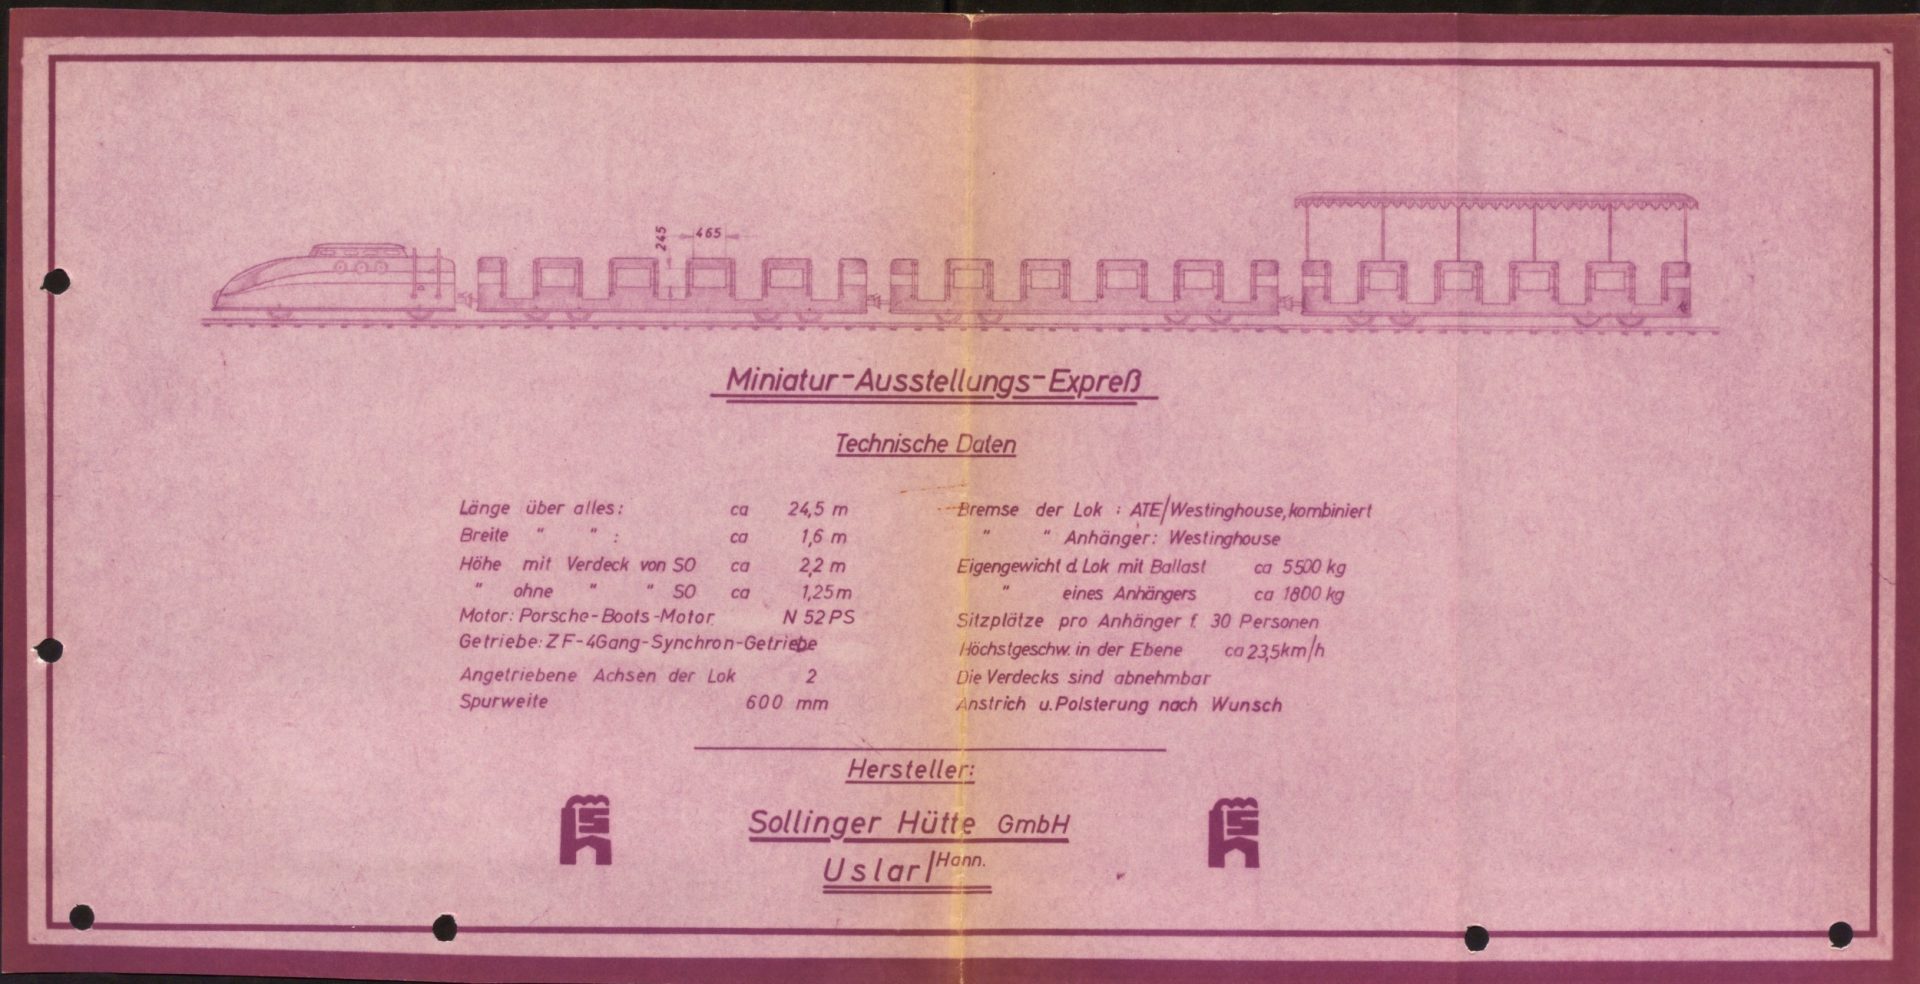 245 465
Miniatur-Ausstellungs-Expreß
Technische Daten
Länge über alles: ca 24,5 m
Breite " " : ca 1,6 m
Höhe mit Verdeck von SO ca 2,2 m
" ohne " " SO ca 1,25 m
Motor: Porsche-Boots-Motor N 52 PS
Getriebe: ZF-4Gang-Synchron-Getriebe
Angetriebene Achsen der Lok 2
Spurweite 600 mm
Bremse der Lok : ATE/Westinghouse, kombiniert
" " Anhänger: Westinghouse
Eigengewicht d. Lok mit Ballast ca 5500 kg
" eines Anhängers ca 1800 kg
Sitzplätze pro Anhänger f. 30 Personen
Höchstgeschw. in der Ebene ca 23,5 km/h
Die Verdecks sind abnehmbar
Anstrich u. Polsterung nach Wunsch
Hersteller:
Sollinger Hütte GmbH
Uslar/Hann.